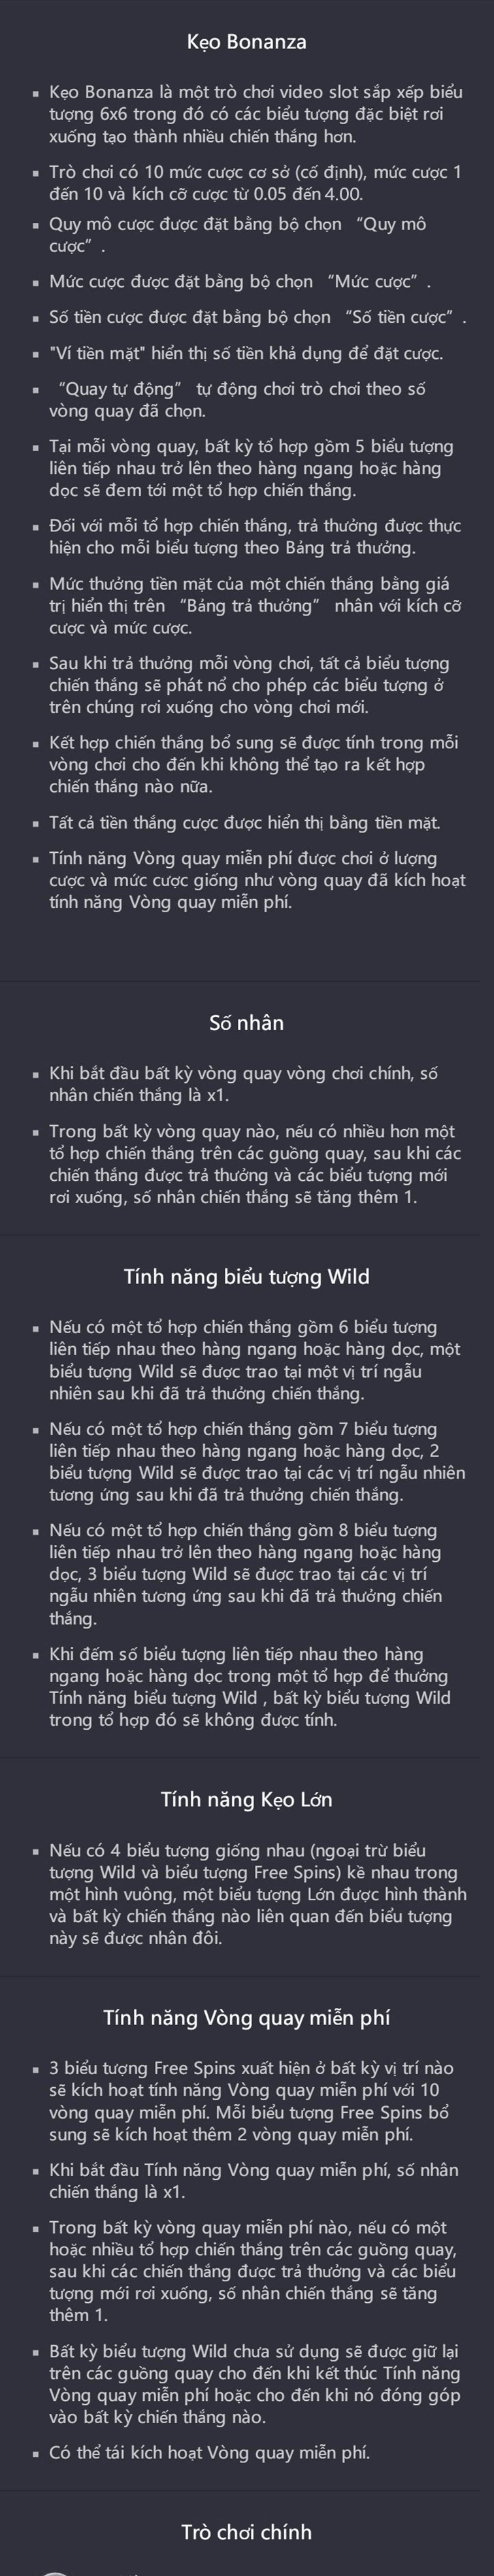 Kẹo Bonanza
▪ Kẹo Bonanza là một trò chơi video slot sắp xếp biểu
tượng 6x6 trong đó có các biểu tượng đặc biệt rơi
xuống tạo thành nhiều chiến thắng hơn.
▪ Trò chơi có 10 mức cược cơ sở (cố định), mức cược 1
đến 10 và kích cỡ cược từ 0.05 đến 4.00.
▪ Quy mô cược được đặt bằng bộ chọn “Quy mô
cược” .
▪ Mức cược được đặt bằng bộ chọn “Mức cược” .
▪ Số tiền cược được đặt bằng bộ chọn “Số tiền cược” .
▪ "Ví tiền mặt" hiển thị số tiền khả dụng để đặt cược.
▪ “Quay tự động” tự động chơi trò chơi theo số
vòng quay đã chọn.
▪ Tại mỗi vòng quay, bất kỳ tổ hợp gồm 5 biểu tượng
liên tiếp nhau trở lên theo hàng ngang hoặc hàng
dọc sẽ đem tới một tổ hợp chiến thắng.
▪ Đối với mỗi tổ hợp chiến thắng, trả thưởng được thực
hiện cho mỗi biểu tượng theo Bảng trả thưởng.
▪ Mức thưởng tiền mặt của một chiến thắng bằng giá
trị hiển thị trên “Bảng trả thưởng” nhân với kích cỡ
cược và mức cược.
▪ Sau khi trả thưởng mỗi vòng chơi, tất cả biểu tượng
chiến thắng sẽ phát nổ cho phép các biểu tượng ở
trên chúng rơi xuống cho vòng chơi mới.
▪ Kết hợp chiến thắng bổ sung sẽ được tính trong mỗi
vòng chơi cho đến khi không thể tạo ra kết hợp
chiến thắng nào nữa.
▪ Tất cả tiền thắng cược được hiển thị bằng tiền mặt.
▪ Tính năng Vòng quay miễn phí được chơi ở lượng
cược và mức cược giống như vòng quay đã kích hoạt
tính năng Vòng quay miễn phí.
Số nhân
▪ Khi bắt đầu bất kỳ vòng quay vòng chơi chính, số
nhân chiến thắng là x1.
▪ Trong bất kỳ vòng quay nào, nếu có nhiều hơn một
tổ hợp chiến thắng trên các guồng quay, sau khi các
chiến thắng được trả thưởng và các biểu tượng mới
rơi xuống, số nhân chiến thắng sẽ tăng thêm 1.
Tính năng biểu tượng Wild
▪ Nếu có một tổ hợp chiến thắng gồm 6 biểu tượng
liên tiếp nhau theo hàng ngang hoặc hàng dọc, một
biểu tượng Wild sẽ được trao tại một vị trí ngẫu
nhiên sau khi đã trả thưởng chiến thắng.
▪ Nếu có một tổ hợp chiến thắng gồm 7 biểu tượng
liên tiếp nhau theo hàng ngang hoặc hàng dọc, 2
biểu tượng Wild sẽ được trao tại các vị trí ngẫu nhiên
tương ứng sau khi đã trả thưởng chiến thắng.
▪ Nếu có một tổ hợp chiến thắng gồm 8 biểu tượng
liên tiếp nhau trở lên theo hàng ngang hoặc hàng
dọc, 3 biểu tượng Wild sẽ được trao tại các vị trí
ngẫu nhiên tương ứng sau khi đã trả thưởng chiến
thắng.
▪ Khi đếm số biểu tượng liên tiếp nhau theo hàng
ngang hoặc hàng dọc trong một tổ hợp để thưởng
Tính năng biểu tượng Wild , bất kỳ biểu tượng Wild
trong tổ hợp đó sẽ không được tính.
Tính năng Kẹo Lớn
▪ Nếu có 4 biểu tượng giống nhau (ngoại trừ biểu
tượng Wild và biểu tượng Free Spins) kề nhau trong
một hình vuông, một biểu tượng Lớn được hình thành
và bất kỳ chiến thắng nào liên quan đến biểu tượng
này sẽ được nhân đôi.
Tính năng Vòng quay miễn phí
▪ 3 biểu tượng Free Spins xuất hiện ở bất kỳ vị trí nào
sẽ kích hoạt tính năng Vòng quay miễn phí với 10
vòng quay miễn phí. Mỗi biểu tượng Free Spins bổ
sung sẽ kích hoạt thêm 2 vòng quay miễn phí.
▪ Khi bắt đầu Tính năng Vòng quay miễn phí, số nhân
chiến thắng là x1.
▪ Trong bất kỳ vòng quay miễn phí nào, nếu có một
hoặc nhiều tổ hợp chiến thắng trên các guồng quay,
sau khi các chiến thắng được trả thưởng và các biểu
tượng mới rơi xuống, số nhân chiến thắng sẽ tăng
thêm 1.
▪ Bất kỳ biểu tượng Wild chưa sử dụng sẽ được giữ lại
trên các guồng quay cho đến khi kết thúc Tính năng
Vòng quay miễn phí hoặc cho đến khi nó đóng góp
vào bất kỳ chiến thắng nào.
▪ Có thể tái kích hoạt Vòng quay miễn phí.
Trò chơi chính